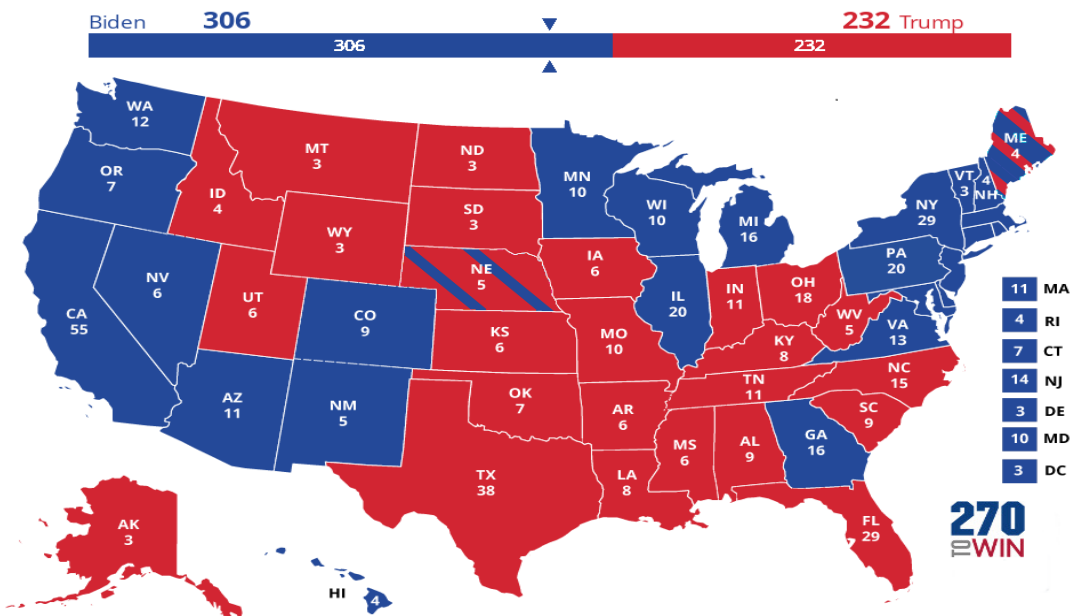 Biden 306
232 Trump
306
232
WA
12
OR
7
CA
55
NV
6
ID
4
MT
3
WY
3
UT
6
AZ
11
CO
9
NM
5
ND
3
SD
3
NE
5
KS
6
OK
7
TX
38
MN
10
IA
6
MO
10
AR
6
LA
8
WI
10
IL
20
MI
16
IN
11
OH
18
KY
8
TN
11
MS
6
AL
9
GA
16
FL
29
SC
9
NC
15
VA
13
WV
5
PA
20
NY
29
VT
3
4
NH
ME
4
11 MA
4 RI
7 CT
14 NJ
3 DE
10 MD
3 DC
AK
3
HI 4
270
TO WIN